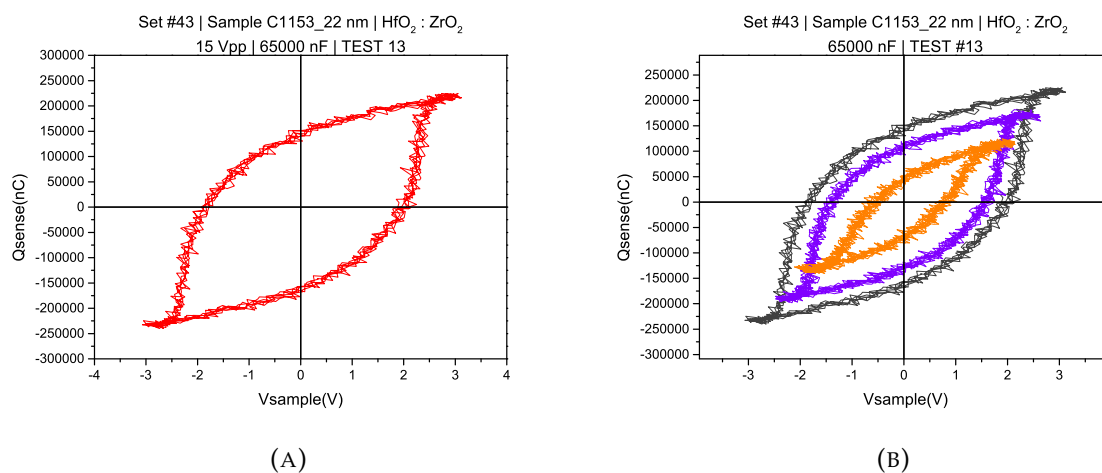 Set #43 | Sample C1153_22 nm | HfO₂ : ZrO₂
15 Vpp | 65000 nF | TEST 13
300000
250000
200000
150000
100000
50000
0
-50000
-100000
-150000
-200000
-250000
-300000
Qsense(nC)
-4 -3 -2 -1 0 1 2 3 4
Vsample(V)
(A)
Set #43 | Sample C1153_22 nm | HfO₂ : ZrO₂
65000 nF | TEST #13
250000
200000
150000
100000
50000
0
-50000
-100000
-150000
-200000
-250000
-300000
Qsense(nC)
-3 -2 -1 0 1 2 3
Vsample(V)
(B)